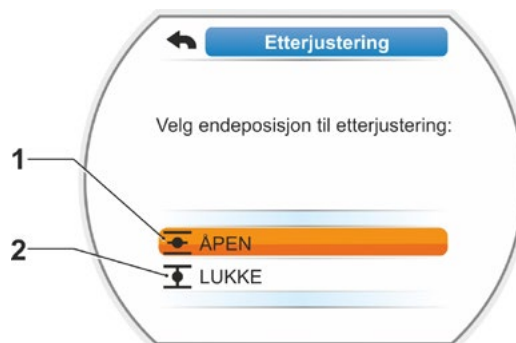 Etterjustering
Velg endeposisjon til etterjustering:
1
ÅPEN
2
LUKKE